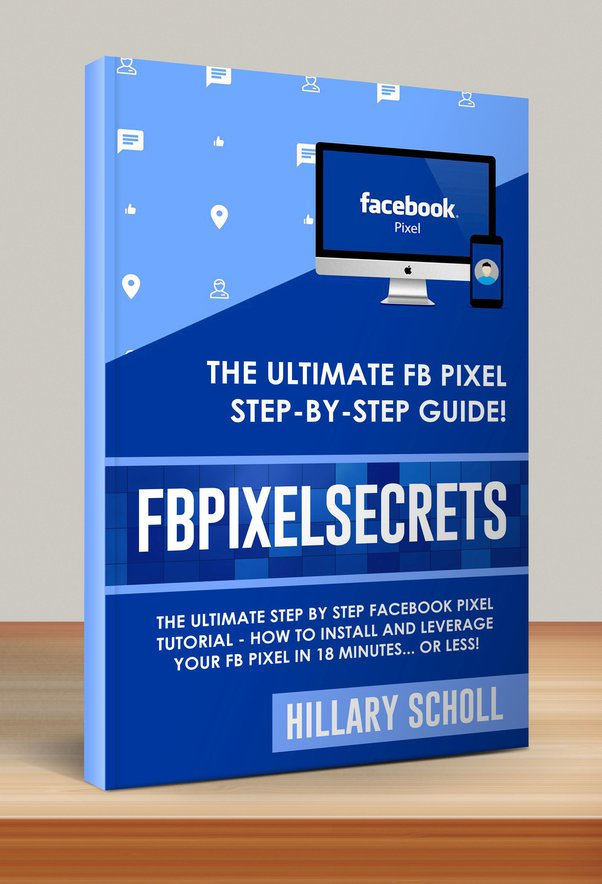 facebook.
Pixel
THE ULTIMATE FB PIXEL
STEP-BY-STEP GUIDE!
FBPIXELSECRETS
THE ULTIMATE STEP BY STEP FACEBOOK PIXEL
TUTORIAL - HOW TO INSTALL AND LEVERAGE
YOUR FB PIXEL IN 18 MINUTES... OR LESS!
HILLARY SCHOLL